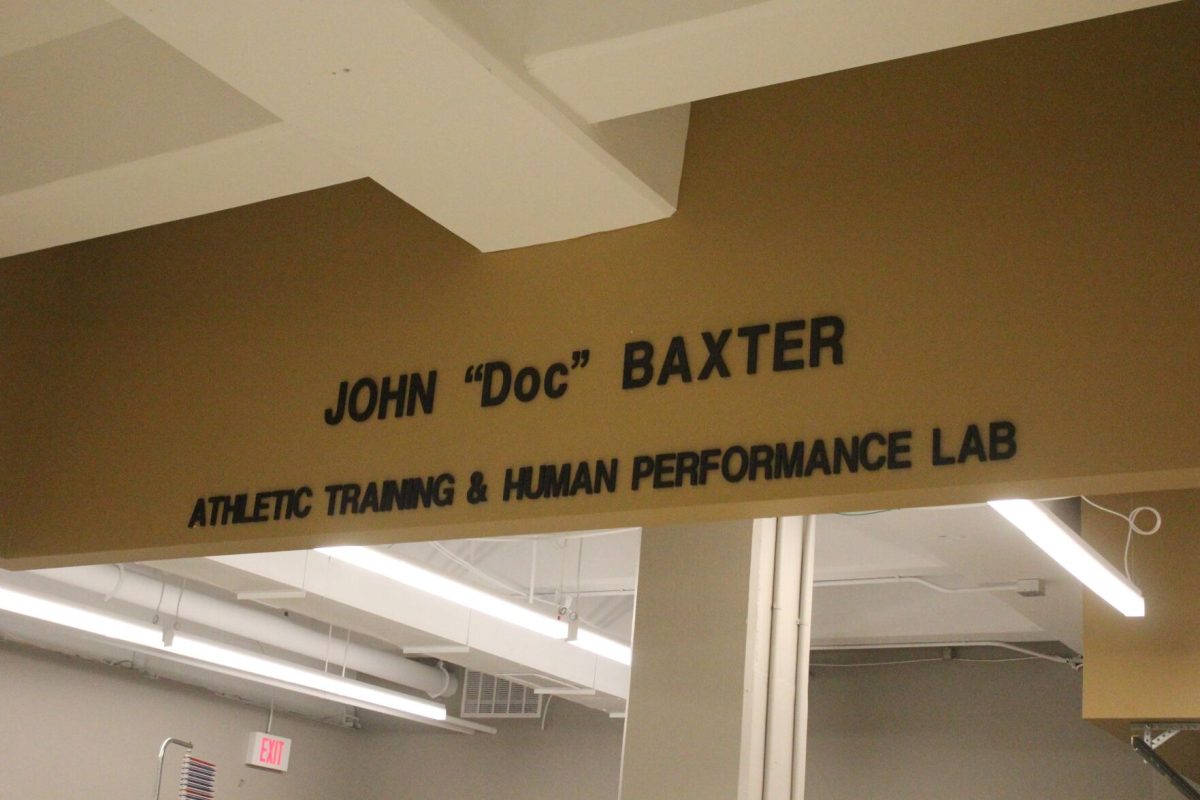 JOHN “Doc” BAXTER
ATHLETIC TRAINING & HUMAN PERFORMANCE LAB
EXIT